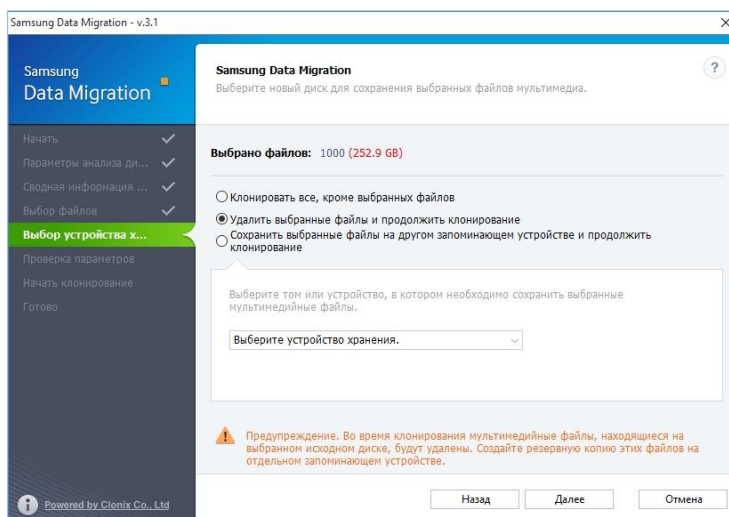 Samsung Data Migration - v.3.1
Samsung
Data Migration
Начать
Параметры анализа ди...
Сводная информация ...
Выбор файлов
Выбор устройства х...
Проверка параметров
Начать клонирование
Готово
Powered by Clonix Co., Ltd
Samsung Data Migration
?
Выберите новый диск для сохранения выбранных файлов мультимедиа.
Выбрано файлов: 1000 (252.9 GB)
Клонировать все, кроме выбранных файлов
Удалить выбранные файлы и продолжить клонирование
Сохранить выбранные файлы на другом запоминающем устройстве и продолжить
клонирование
Выберите том или устройство, в котором необходимо сохранить выбранные
мультимедийные файлы.
Выберите устройство хранения.
Предупреждение. Во время клонирования мультимедийные файлы, находящиеся на
выбранном исходном диске, будут удалены. Создайте резервную копию этих файлов на
отдельном запоминающем устройстве.
Назад
Далее
Отмена